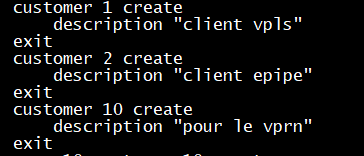 customer 1 create
    description "client vpls"
exit
customer 2 create
    description "client epipe"
exit
customer 10 create
    description "pour le vprn"
exit